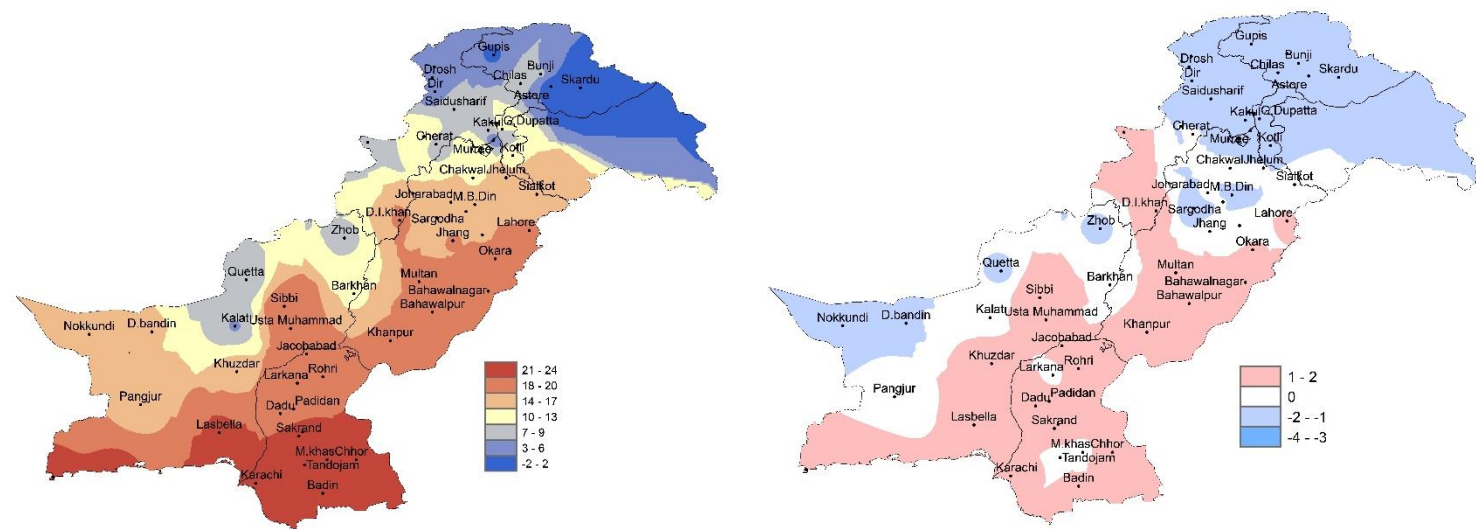 Gupis
Bunji
Drosh
Chilas
Skardu
Dir
Astore
Saidusharif
Kakul
G.Dupatta
Cherat
Murree
Kotli
Chakwal
Jhelum
Joharabad
Sialkot
M.B.Din
D.I.khan
Sargodha
Lahore
Zhob
Jhang
Okara
Quetta
Multan
Barkhan
Bahawalnagar
Sibbi
Bahawalpur
Kalat
Usta Muhammad
Nokkundi
D.bandin
Khanpur
Jacobabad
Khuzdar
Rohri
Larkana
Pangjur
Padidan
Dadu
Lasbella
Sakrand
M.khas
Chhor
Tandojam
Karachi
Badin
21 - 24
18 - 20
14 - 17
10 - 13
7 - 9
3 - 6
-2 - 2
Gupis
Bunji
Drosh
Chilas
Skardu
Dir
Astore
Saidusharif
Kakul
G.Dupatta
Cherat
Murree
Kotli
Chakwal
Jhelum
Joharabad
Sialkot
M.B.Din
D.I.khan
Sargodha
Lahore
Zhob
Jhang
Okara
Quetta
Multan
Barkhan
Bahawalnagar
Sibbi
Bahawalpur
Kalat
Usta Muhammad
Nokkundi
D.bandin
Khanpur
Jacobabad
Khuzdar
Rohri
Larkana
Pangjur
Padidan
Dadu
Lasbella
Sakrand
M.khas
Chhor
Tandojam
Karachi
Badin
1 - 2
0
-2 - -1
-4 - -3